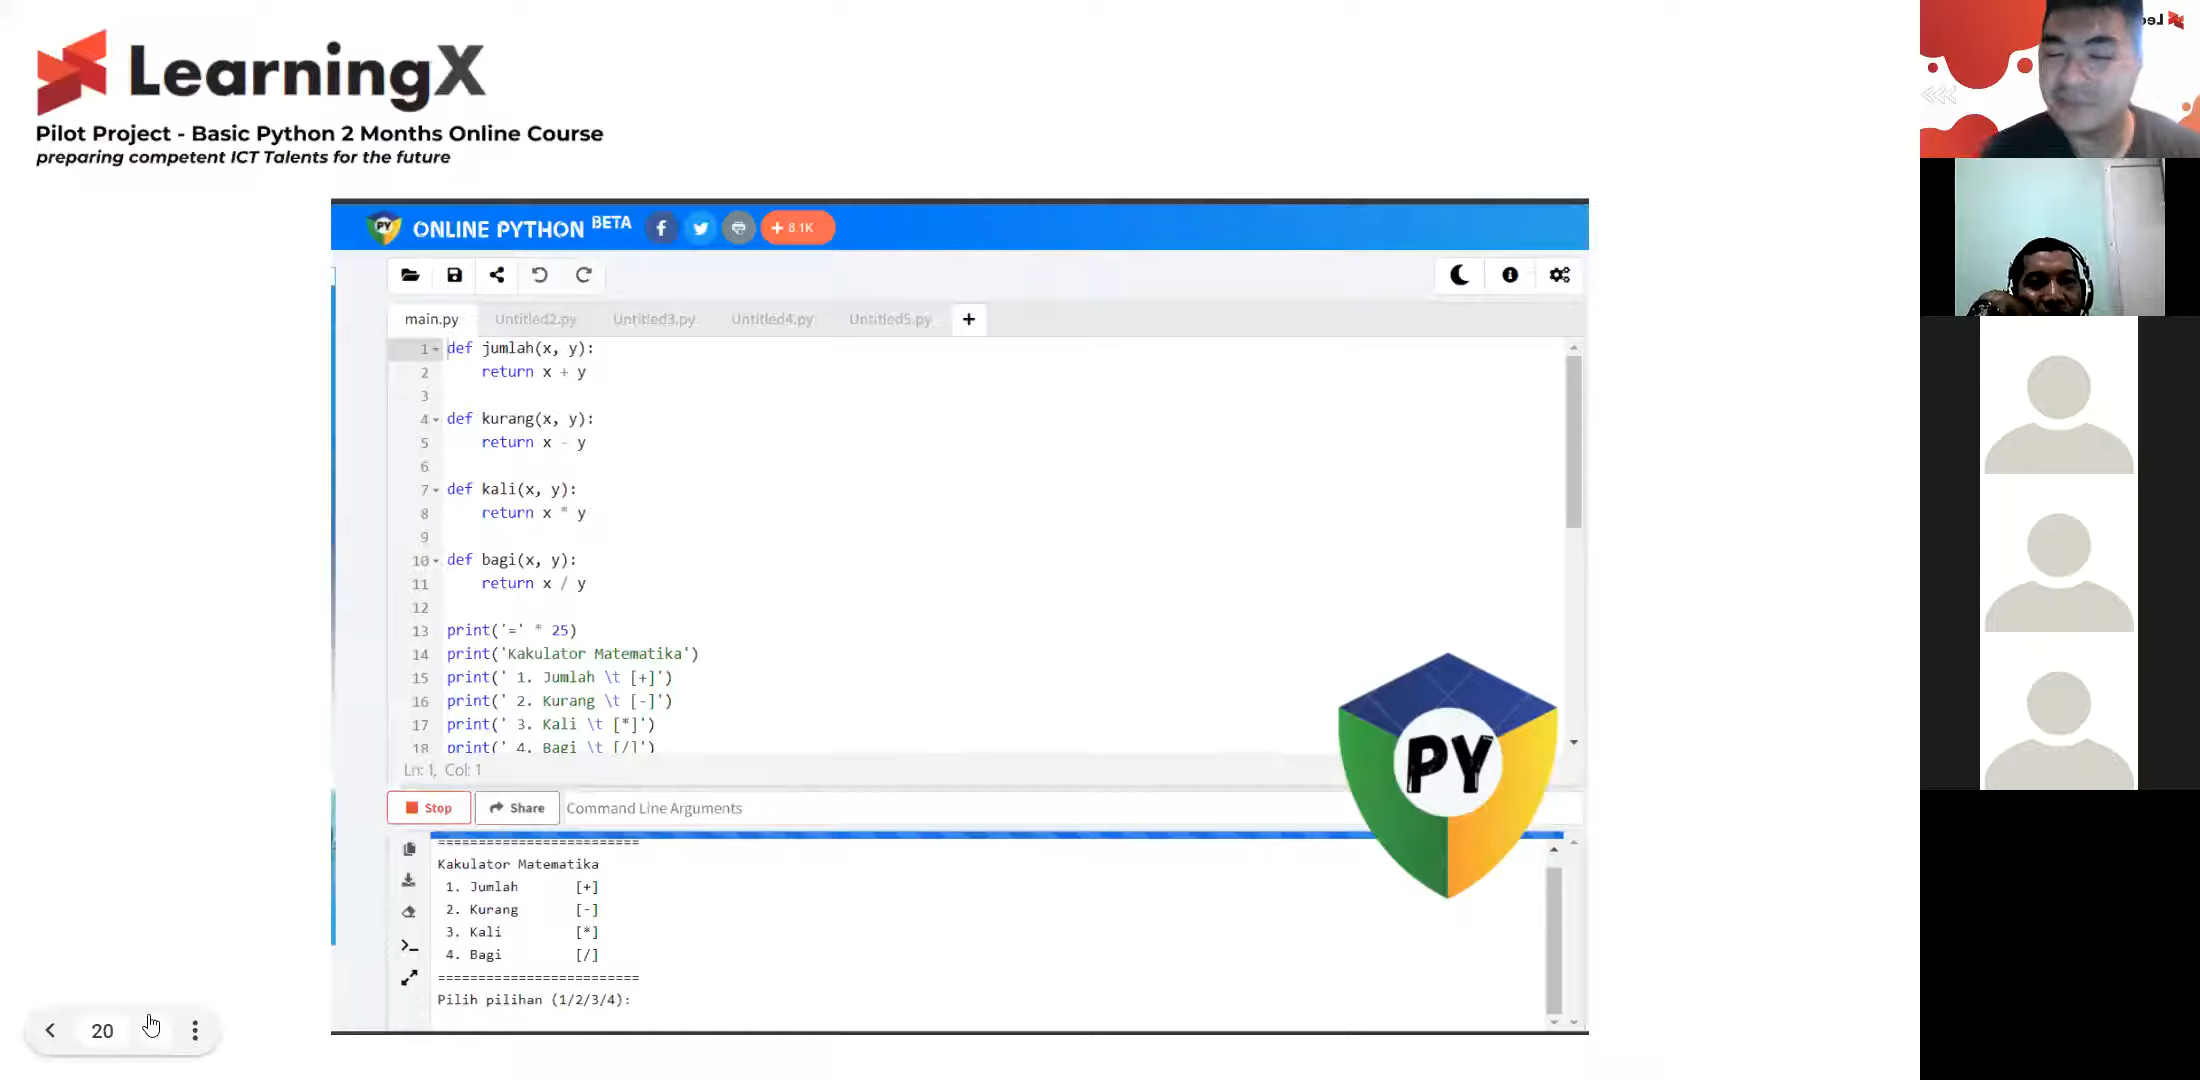 LearningX
Pilot Project - Basic Python 2 Months Online Course
preparing competent ICT Talents for the future
PY ONLINE PYTHON BETA + 8.1K
main.py Untitled2.py Untitled3.py Untitled4.py Untitled5.py +
1 def jumlah(x, y):
2 return x + y
3
4 def kurang(x, y):
5 return x - y
6
7 def kali(x, y):
8 return x * y
9
10 def bagi(x, y):
11 return x / y
12
13 print('=' * 25)
14 print('Kakulator Matematika')
15 print(' 1. Jumlah \t [+]')
16 print(' 2. Kurang \t [-]')
17 print(' 3. Kali \t [*]')
18 print(' 4. Bagi \t [/]')
Ln: 1, Col: 1
PY
Stop Share Command Line Arguments
=========================
Kakulator Matematika
1. Jumlah [+]
2. Kurang [-]
3. Kali [*]
4. Bagi [/]
=========================
Pilih pilihan (1/2/3/4):
20